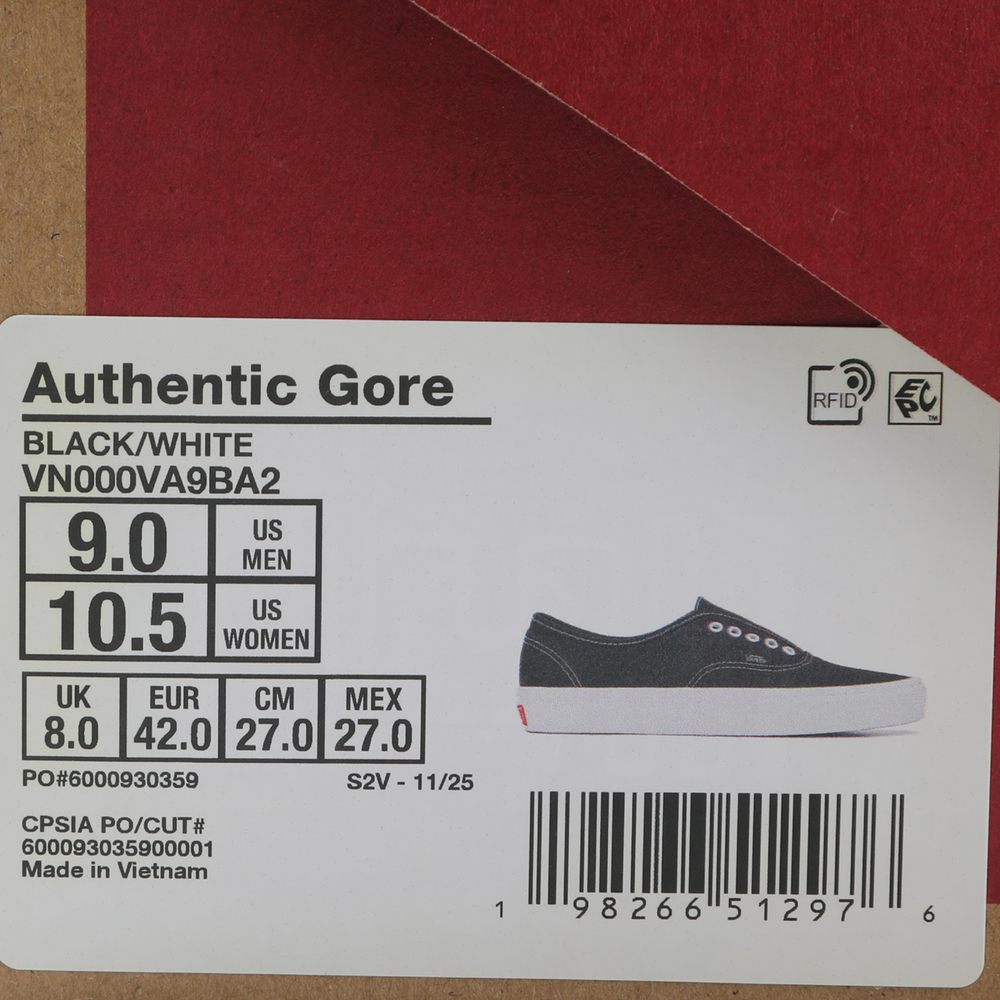 Authentic Gore
RFID
EPC
TM
BLACK/WHITE
VN000VA9BA2
9.0 US MEN
10.5 US WOMEN
UK EUR CM MEX
8.0 42.0 27.0 27.0
PO#6000930359 S2V - 11/25
CPSIA PO/CUT#
600093035900001
Made in Vietnam
1 98266 51297 6